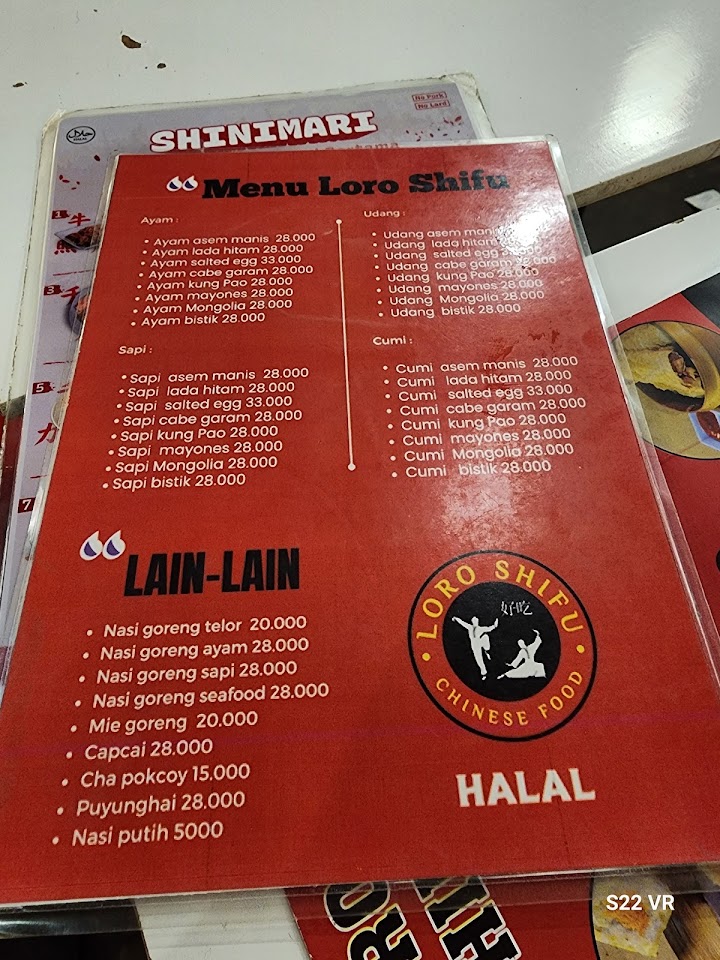 No Pork
No Lard
HALAL
SHINIMARI
Menu Loro Shifu
Ayam :
• Ayam asem manis 28.000
• Ayam lada hitam 28.000
• Ayam salted egg 33.000
• Ayam cabe garam 28.000
• Ayam kung Pao 28.000
• Ayam mayones 28.000
• Ayam Mongolia 28.000
• Ayam bistik 28.000
Udang :
• Udang asem manis
• Udang lada hitam
• Udang salted egg
• Udang cabe garam
• Udang kung Pao 28.000
• Udang mayones 28.000
• Udang Mongolia 28.000
• Udang bistik 28.000
Sapi :
• Sapi asem manis 28.000
• Sapi lada hitam 28.000
• Sapi salted egg 33.000
• Sapi cabe garam 28.000
• Sapi kung Pao 28.000
• Sapi mayones 28.000
• Sapi Mongolia 28.000
• Sapi bistik 28.000
Cumi :
• Cumi asem manis 28.000
• Cumi lada hitam 28.000
• Cumi salted egg 33.000
• Cumi cabe garam 28.000
• Cumi kung Pao 28.000
• Cumi mayones 28.000
• Cumi Mongolia 28.000
• Cumi bistik 28.000
LAIN-LAIN
• Nasi goreng telor 20.000
• Nasi goreng ayam 28.000
• Nasi goreng sapi 28.000
• Nasi goreng seafood 28.000
• Mie goreng 20.000
• Capcai 28.000
• Cha pokcoy 15.000
• Puyunghai 28.000
• Nasi putih 5000
LORO SHIFU
好吃
CHINESE FOOD
HALAL
S22 VR